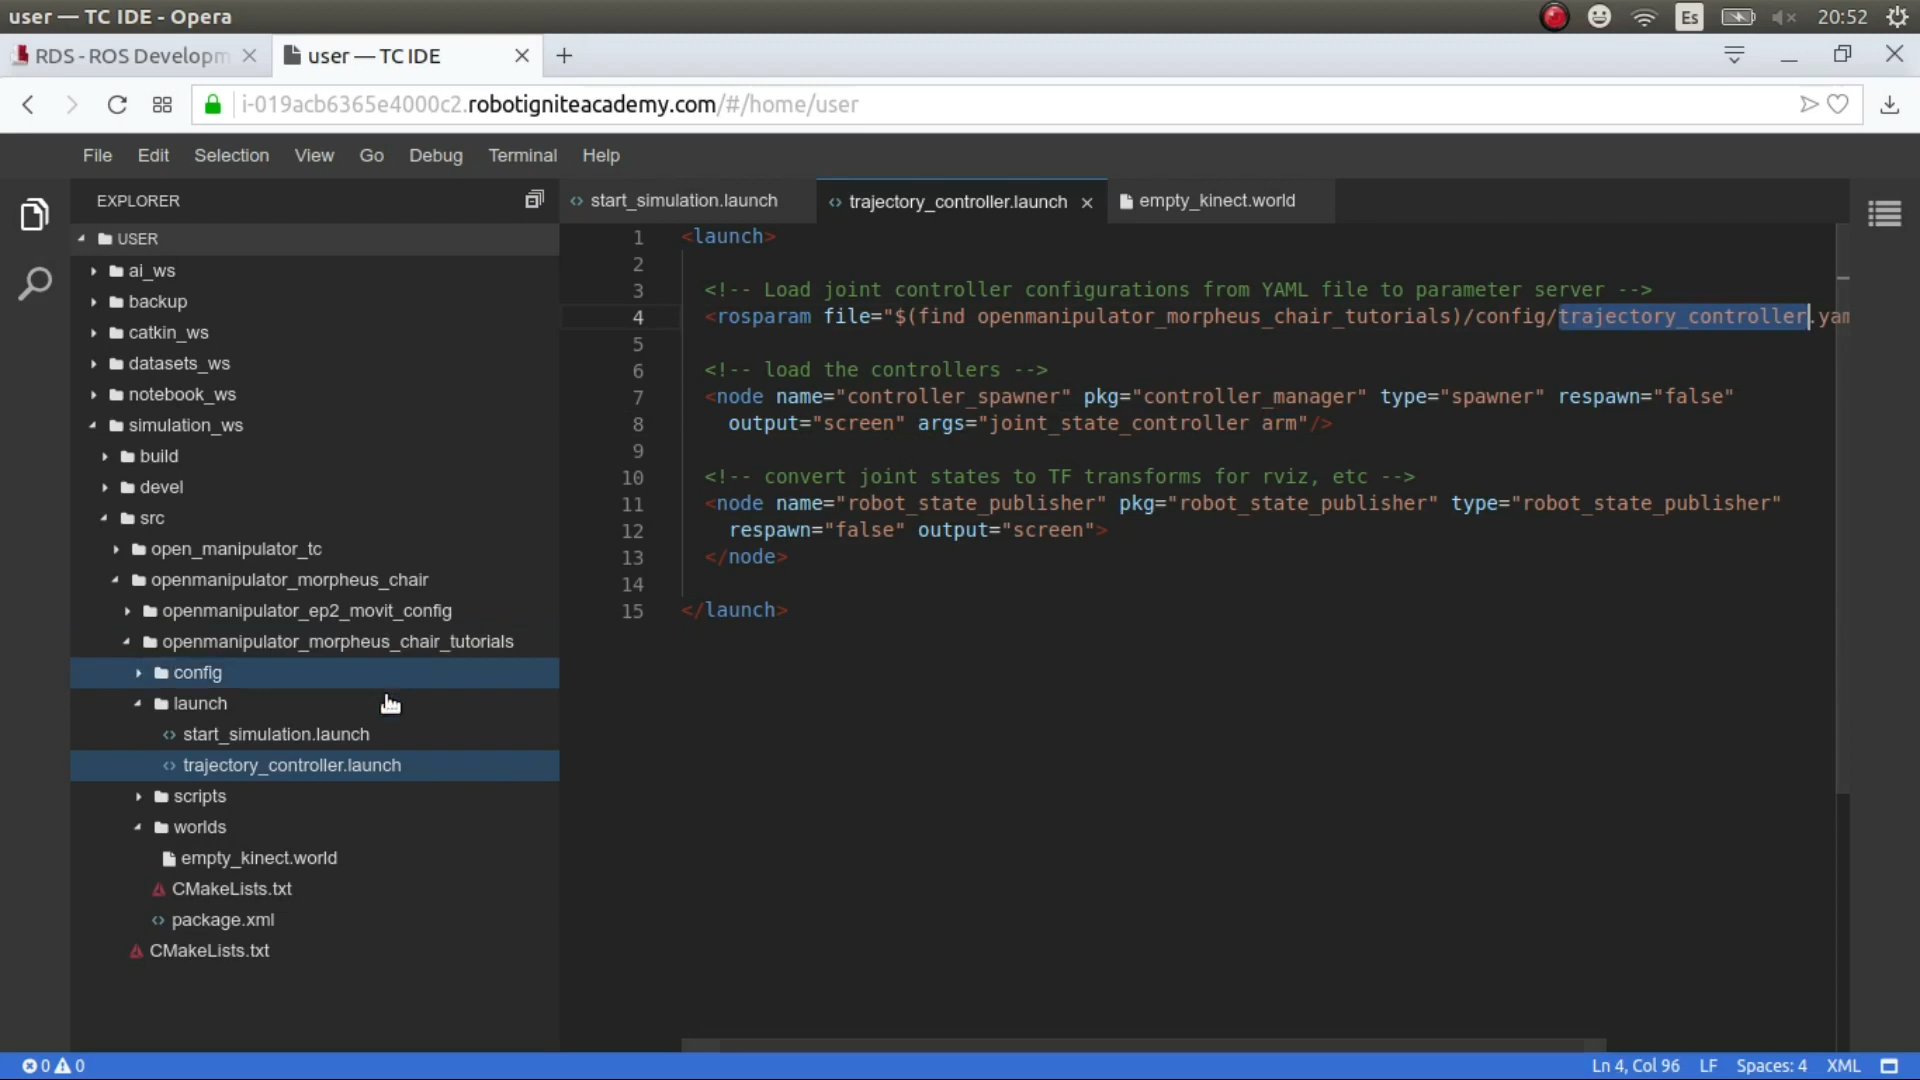 user — TC IDE - Opera
Es
20:52
RDS - ROS Developm
user — TC IDE
i-019acb6365e4000c2.robotigniteacademy.com/#/home/user
File Edit Selection View Go Debug Terminal Help
EXPLORER
USER
ai_ws
backup
catkin_ws
datasets_ws
notebook_ws
simulation_ws
build
devel
src
open_manipulator_tc
openmanipulator_morpheus_chair
openmanipulator_ep2_movit_config
openmanipulator_morpheus_chair_tutorials
config
launch
start_simulation.launch
trajectory_controller.launch
scripts
worlds
empty_kinect.world
CMakeLists.txt
package.xml
CMakeLists.txt
start_simulation.launch
trajectory_controller.launch
empty_kinect.world
1 <launch>
2
3 <!-- Load joint controller configurations from YAML file to parameter server -->
4 <rosparam file="$(find openmanipulator_morpheus_chair_tutorials)/config/trajectory_controller.yam
5
6 <!-- load the controllers -->
7 <node name="controller_spawner" pkg="controller_manager" type="spawner" respawn="false"
8 output="screen" args="joint_state_controller arm"/>
9
10 <!-- convert joint states to TF transforms for rviz, etc -->
11 <node name="robot_state_publisher" pkg="robot_state_publisher" type="robot_state_publisher"
12 respawn="false" output="screen">
13 </node>
14
15 </launch>
0 0
Ln 4, Col 96 LF Spaces: 4 XML